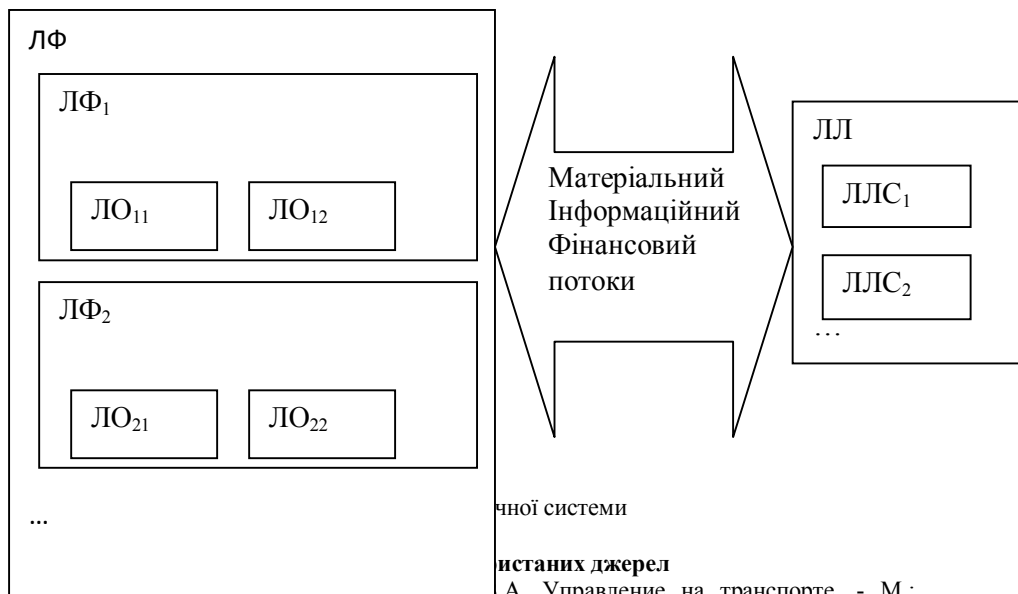 ЛФ
ЛФ₁
ЛО₁₁ ЛО₁₂
ЛФ₂
ЛО₂₁ ЛО₂₂
...
Матеріальний
Інформаційний
Фінансовий
потоки
ЛЛ
ЛЛС₁
ЛЛС₂
...
чної системи
истаних джерел
А. Управление на транспорте. - М.: